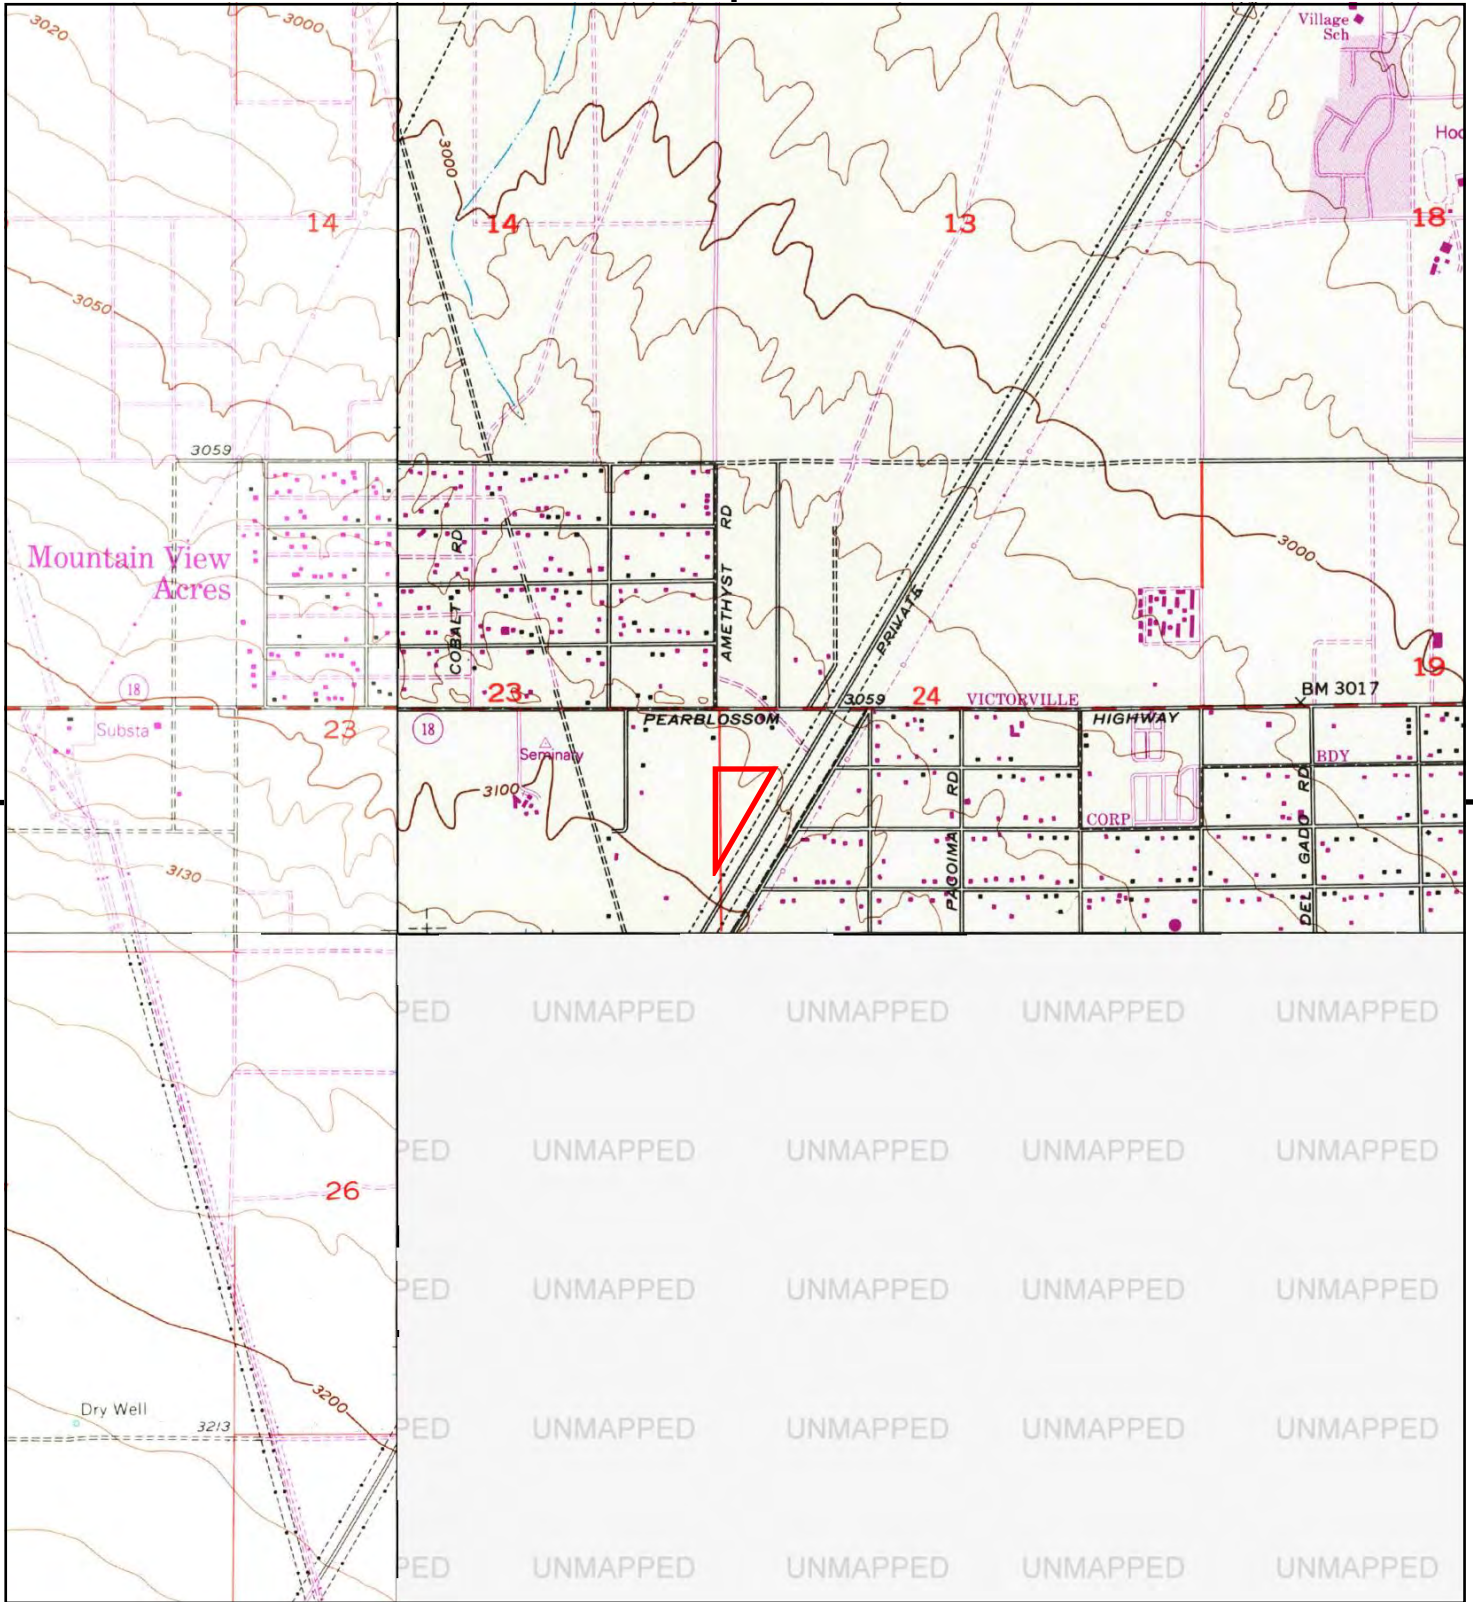 3020
3000
Village
Sch
Hod
3000
14
14
13
18
3050
3059
AMETHYST RD
COBALT RD
3000
Mountain View
Acres
PRIVATE
18
23
24
19
BM 3017
3059
VICTORVILLE
PEARBLOSSOM
HIGHWAY
18
Substa
23
Seminary
BDY
3100
PACOIMA RD
DEL GADO RD
CORP
3130
PED UNMAPPED UNMAPPED UNMAPPED UNMAPPED
PED UNMAPPED UNMAPPED UNMAPPED UNMAPPED
26
PED UNMAPPED UNMAPPED UNMAPPED UNMAPPED
3200
Dry Well
3213
PED UNMAPPED UNMAPPED UNMAPPED UNMAPPED
PED UNMAPPED UNMAPPED UNMAPPED UNMAPPED